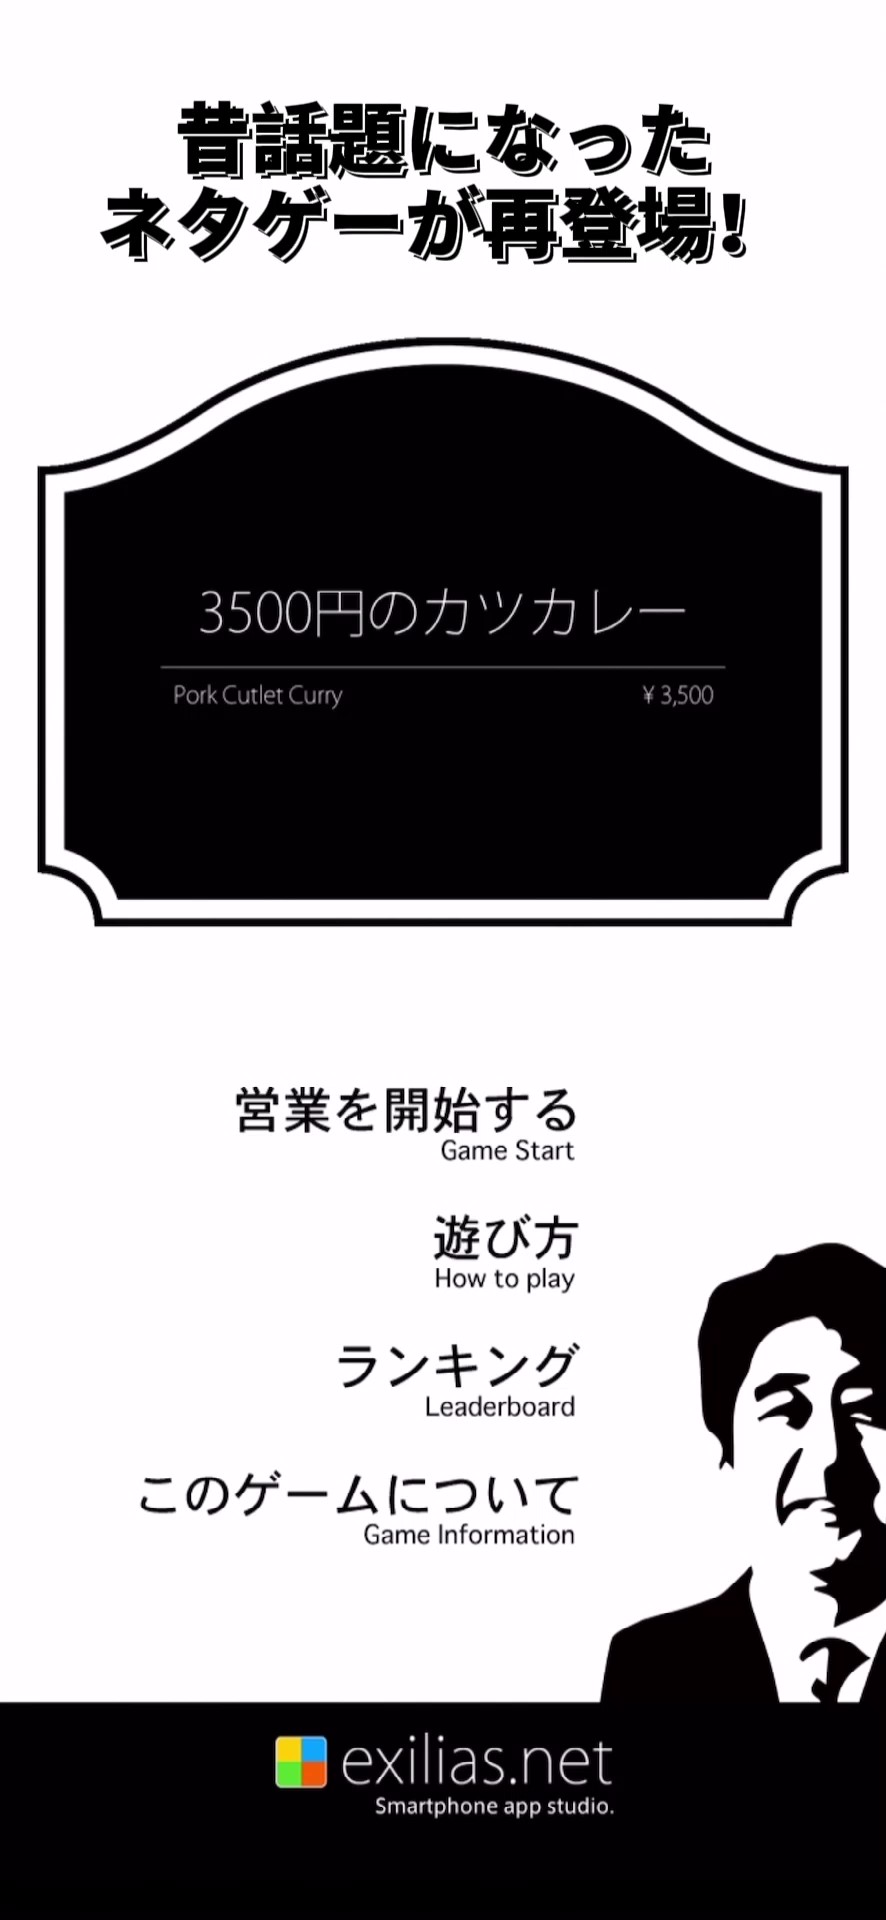 昔話題になった
ネタゲーが再登場!
3500円のカツカレー
Pork Cutlet Curry ¥ 3,500
営業を開始する
Game Start
遊び方
How to play
ランキング
Leaderboard
このゲームについて
Game Information
exilias.net
Smartphone app studio.